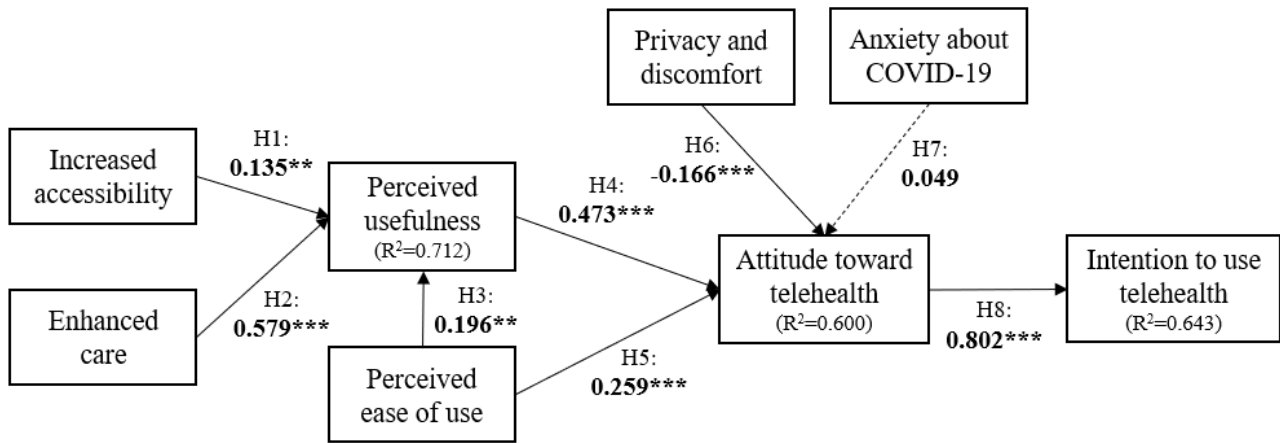 Privacy and
discomfort
Anxiety about
COVID-19
Increased
accessibility
H1:
0.135**
Perceived
usefulness
(R²=0.712)
H4:
0.473***
H6:
-0.166***
H7:
0.049
Enhanced
care
H2:
0.579***
H3:
0.196**
Perceived
ease of use
H5:
0.259***
Attitude toward
telehealth
(R²=0.600)
H8:
0.802***
Intention to use
telehealth
(R²=0.643)